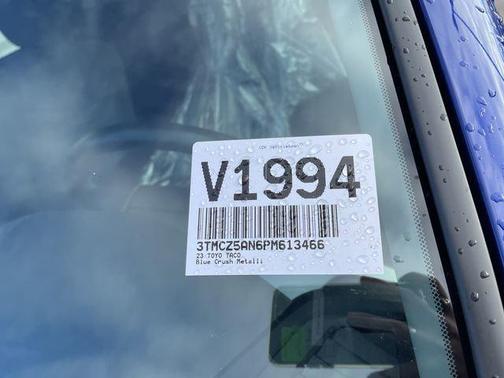 V1994
3TMCZ5AN6PM613466
23 TOYO TACO
Blue Crush Metalli